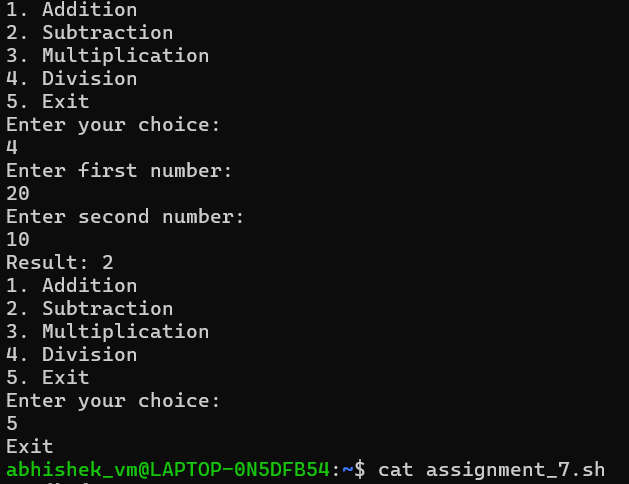 1. Addition
2. Subtraction
3. Multiplication
4. Division
5. Exit
Enter your choice:
4
Enter first number:
20
Enter second number:
10
Result: 2
1. Addition
2. Subtraction
3. Multiplication
4. Division
5. Exit
Enter your choice:
5
Exit
abhishek_vm@LAPTOP-0N5DFB54:~$ cat assignment_7.sh